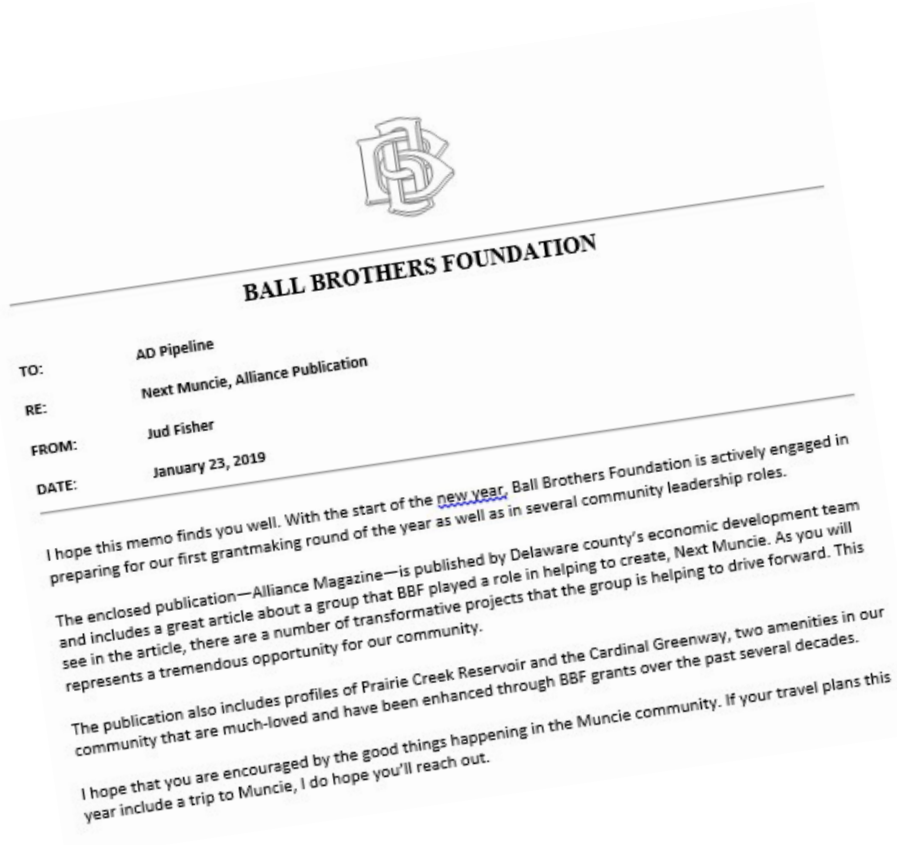 BALL BROTHERS FOUNDATION
TO: AD Pipeline
RE: Next Muncie, Alliance Publication
FROM: Jud Fisher
DATE: January 23, 2019
I hope this memo finds you well. With the start of the new year, Ball Brothers Foundation is actively engaged in
preparing for our first grantmaking round of the year as well as in several community leadership roles.
The enclosed publication—Alliance Magazine—is published by Delaware county's economic development team
and includes a great article about a group that BBF played a role in helping to create, Next Muncie. As you will
see in the article, there are a number of transformative projects that the group is helping to drive forward. This
represents a tremendous opportunity for our community.
The publication also includes profiles of Prairie Creek Reservoir and the Cardinal Greenway, two amenities in our
community that are much-loved and have been enhanced through BBF grants over the past several decades.
I hope that you are encouraged by the good things happening in the Muncie community. If your travel plans this
year include a trip to Muncie, I do hope you'll reach out.